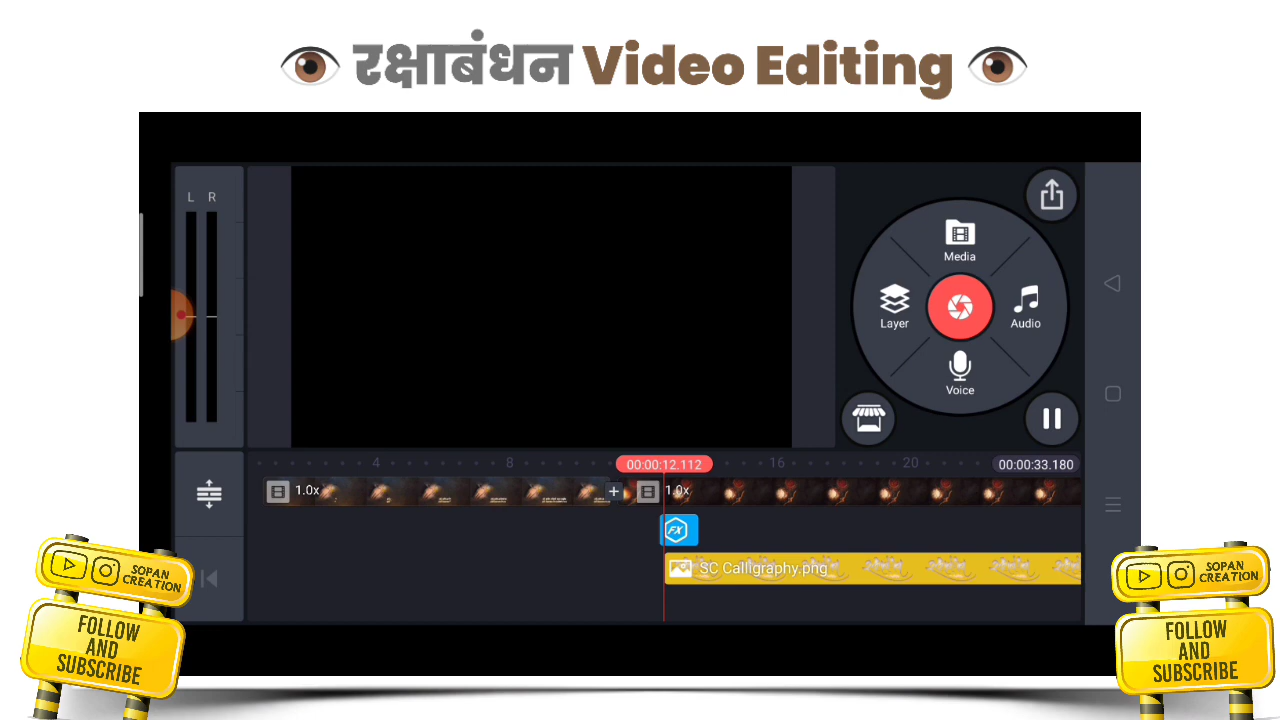 रक्षाबंधन Video Editing
L R
Media
Layer
Audio
Voice
4 8 00:00:12.112 16 20 00:00:33.180
1.0x + 1.0x
FX
SC Calligraphy.png
SOPAN
CREATION
FOLLOW
AND
SUBSCRIBE
SOPAN
CREATION
FOLLOW
AND
SUBSCRIBE